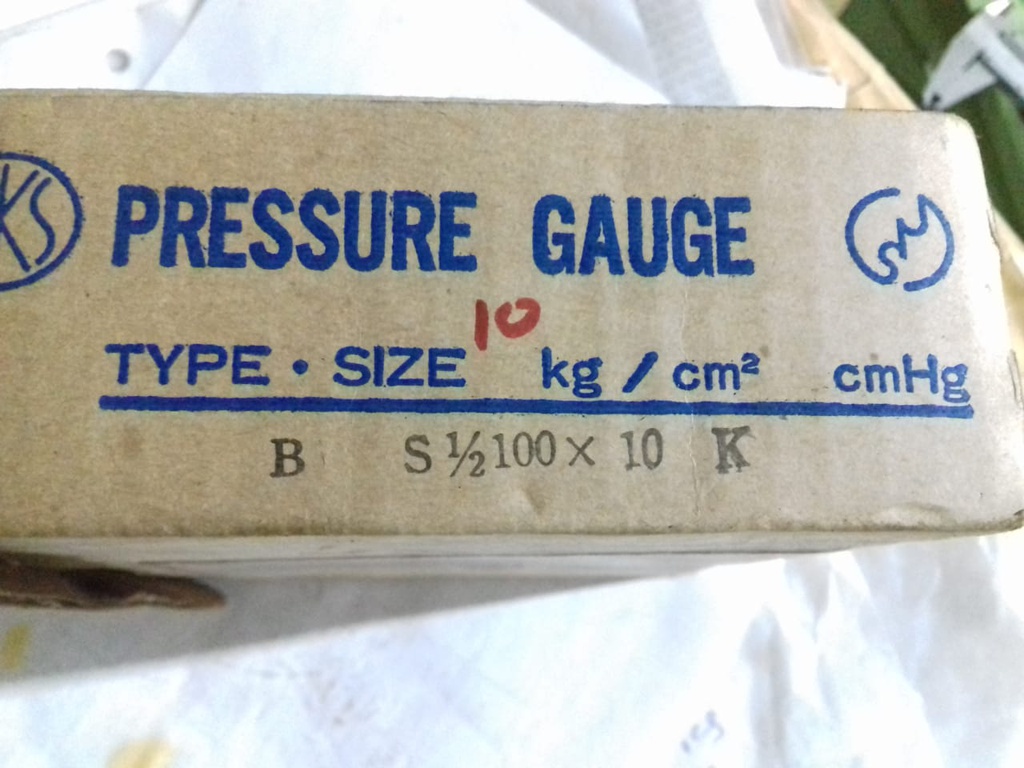 KS PRESSURE GAUGE
10
TYPE · SIZE kg / cm² cmHg
B S ½ 100 × 10 K